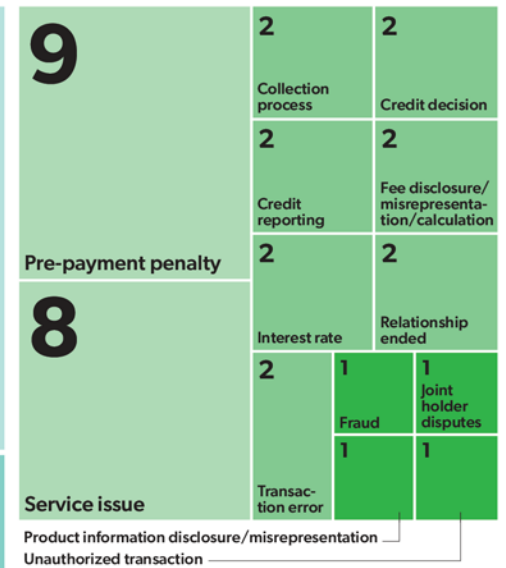 9
Pre-payment penalty
8
Service issue
2
Collection
process
2
Credit decision
2
Credit
reporting
2
Fee disclosure/
misrepresenta-
tion/calculation
2
Interest rate
2
Relationship
ended
2
Transac-
tion error
1
Fraud
1
Joint
holder
disputes
1
1
Product information disclosure/misrepresentation
Unauthorized transaction